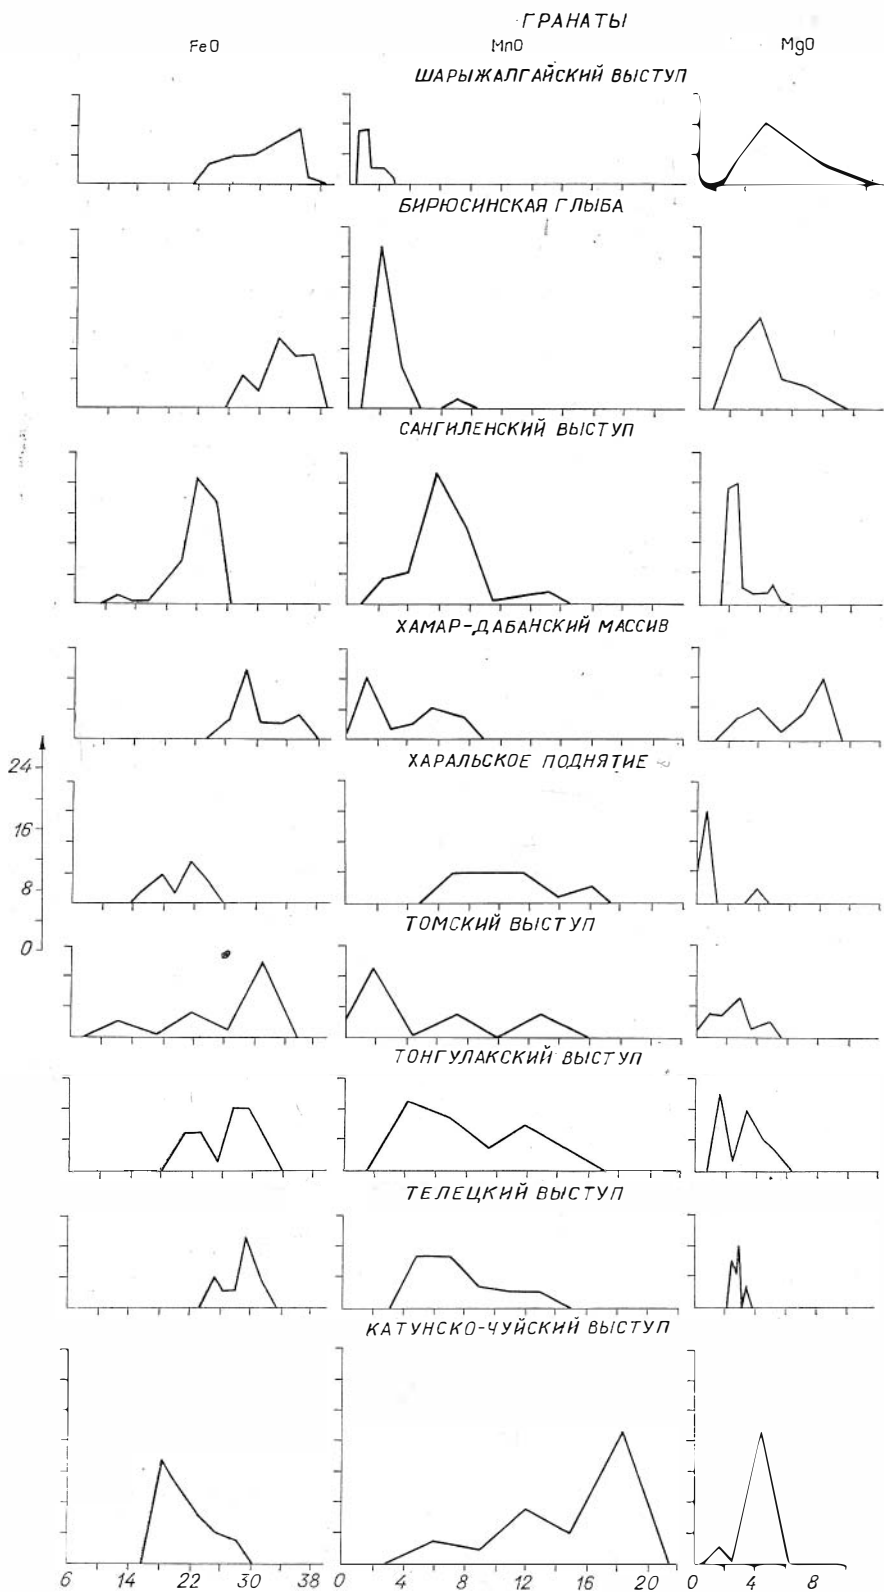 ГРАНАТЫ
FeO MnO MgO
ШАРЫЖАЛГАЙСКИЙ ВЫСТУП
БИРЮСИНСКАЯ ГЛЫБА
САНГИЛЕНСКИЙ ВЫСТУП
ХАМАР-ДАБАНСКИЙ МАССИВ
ХАРАЛЬСКОЕ ПОДНЯТИЕ
24
16
8
0
ТОМСКИЙ ВЫСТУП
ТОНГУЛАКСКИЙ ВЫСТУП
ТЕЛЕЦКИЙ ВЫСТУП
КАТУНСКО-ЧУЙСКИЙ ВЫСТУП
6 14 22 30 38 0 4 8 12 16 20 0 4 8